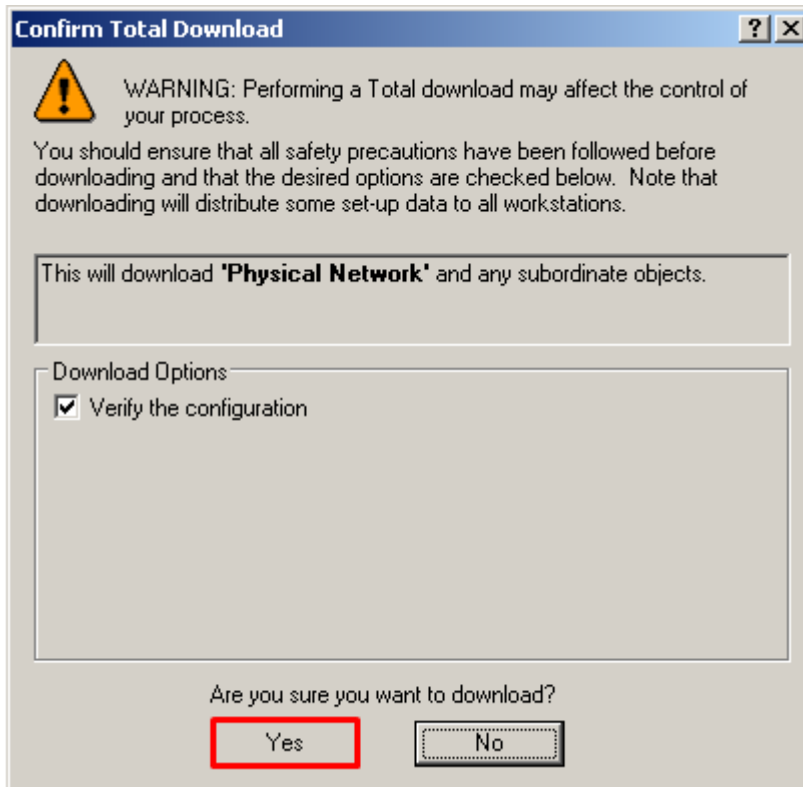 Confirm Total Download
WARNING: Performing a Total download may affect the control of
your process.
You should ensure that all safety precautions have been followed before
downloading and that the desired options are checked below.  Note that
downloading will distribute some set-up data to all workstations.
This will download 'Physical Network' and any subordinate objects.
Download Options
Verify the configuration
Are you sure you want to download?
Yes
No